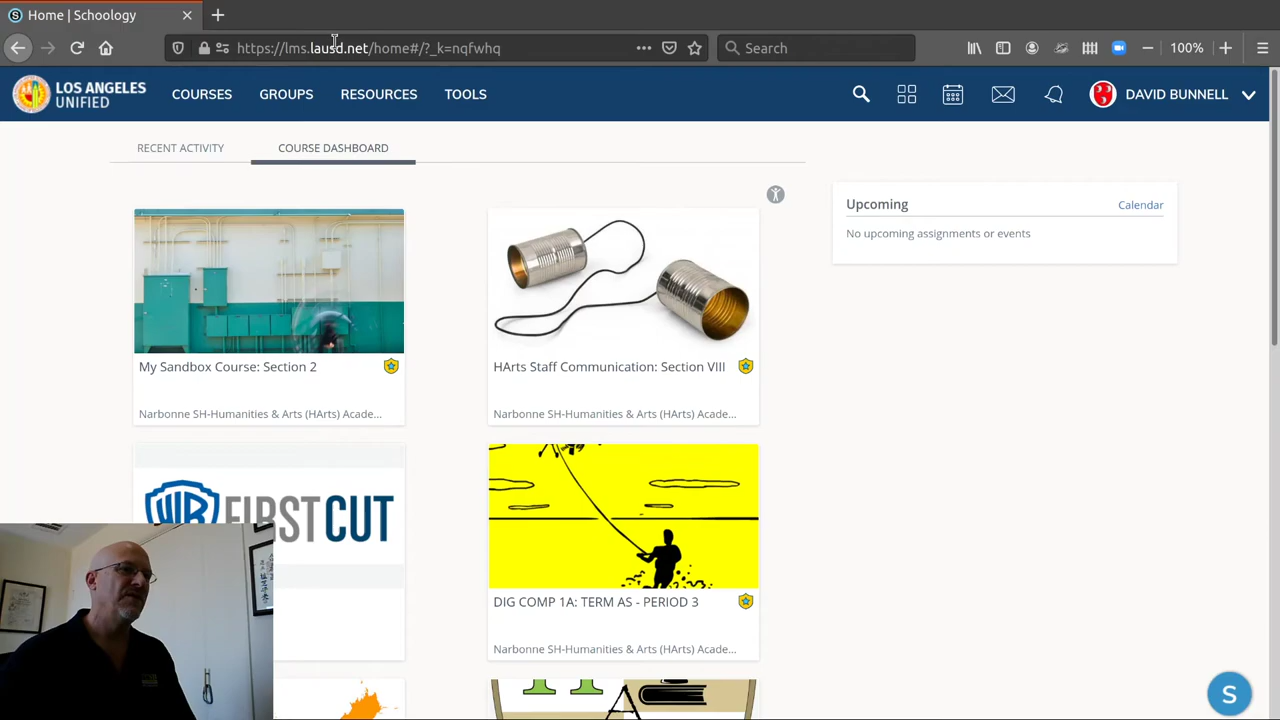 Home | Schoology
https://lms.lausd.net/home#/?_k=nqfwhq
Search
100%
LOS ANGELES
UNIFIED
COURSES
GROUPS
RESOURCES
TOOLS
DAVID BUNNELL
RECENT ACTIVITY
COURSE DASHBOARD
Upcoming
Calendar
No upcoming assignments or events
My Sandbox Course: Section 2
Narbonne SH-Humanities & Arts (HArts) Acade...
HArts Staff Communication: Section VIII
Narbonne SH-Humanities & Arts (HArts) Acade...
WB FIRSTCUT
DIG COMP 1A: TERM AS - PERIOD 3
Narbonne SH-Humanities & Arts (HArts) Acade...
S